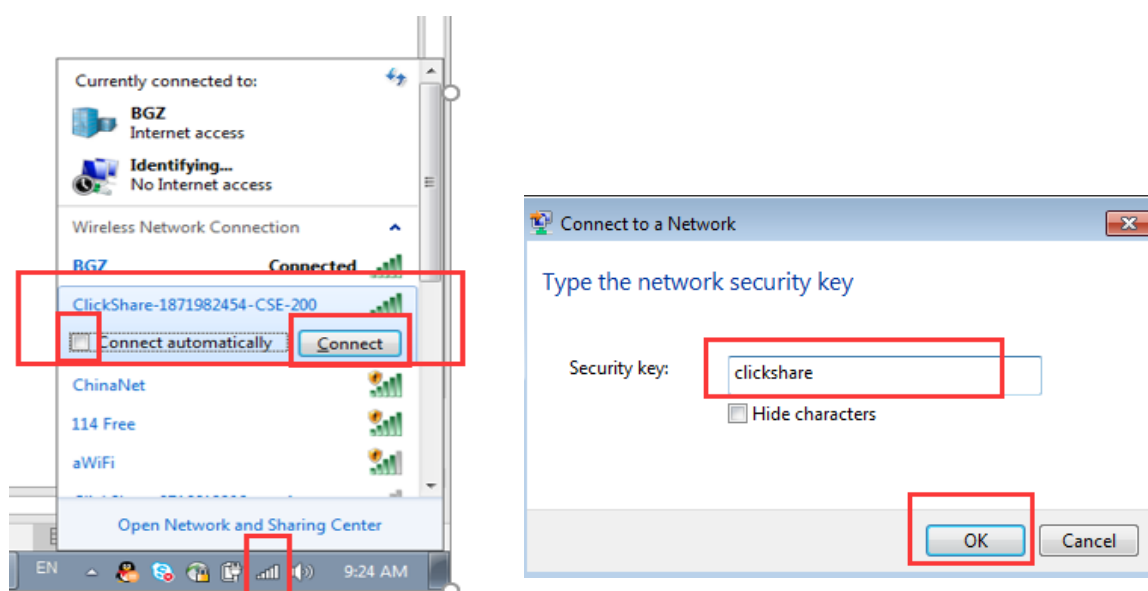 Currently connected to:
BGZ
Internet access
Identifying...
No Internet access
Wireless Network Connection
BGZ Connected
ClickShare-1871982454-CSE-200
Connect automatically Connect
ChinaNet
114 Free
aWiFi
Open Network and Sharing Center
EN 9:24 AM
Connect to a Network
Type the network security key
Security key: clickshare
Hide characters
OK Cancel